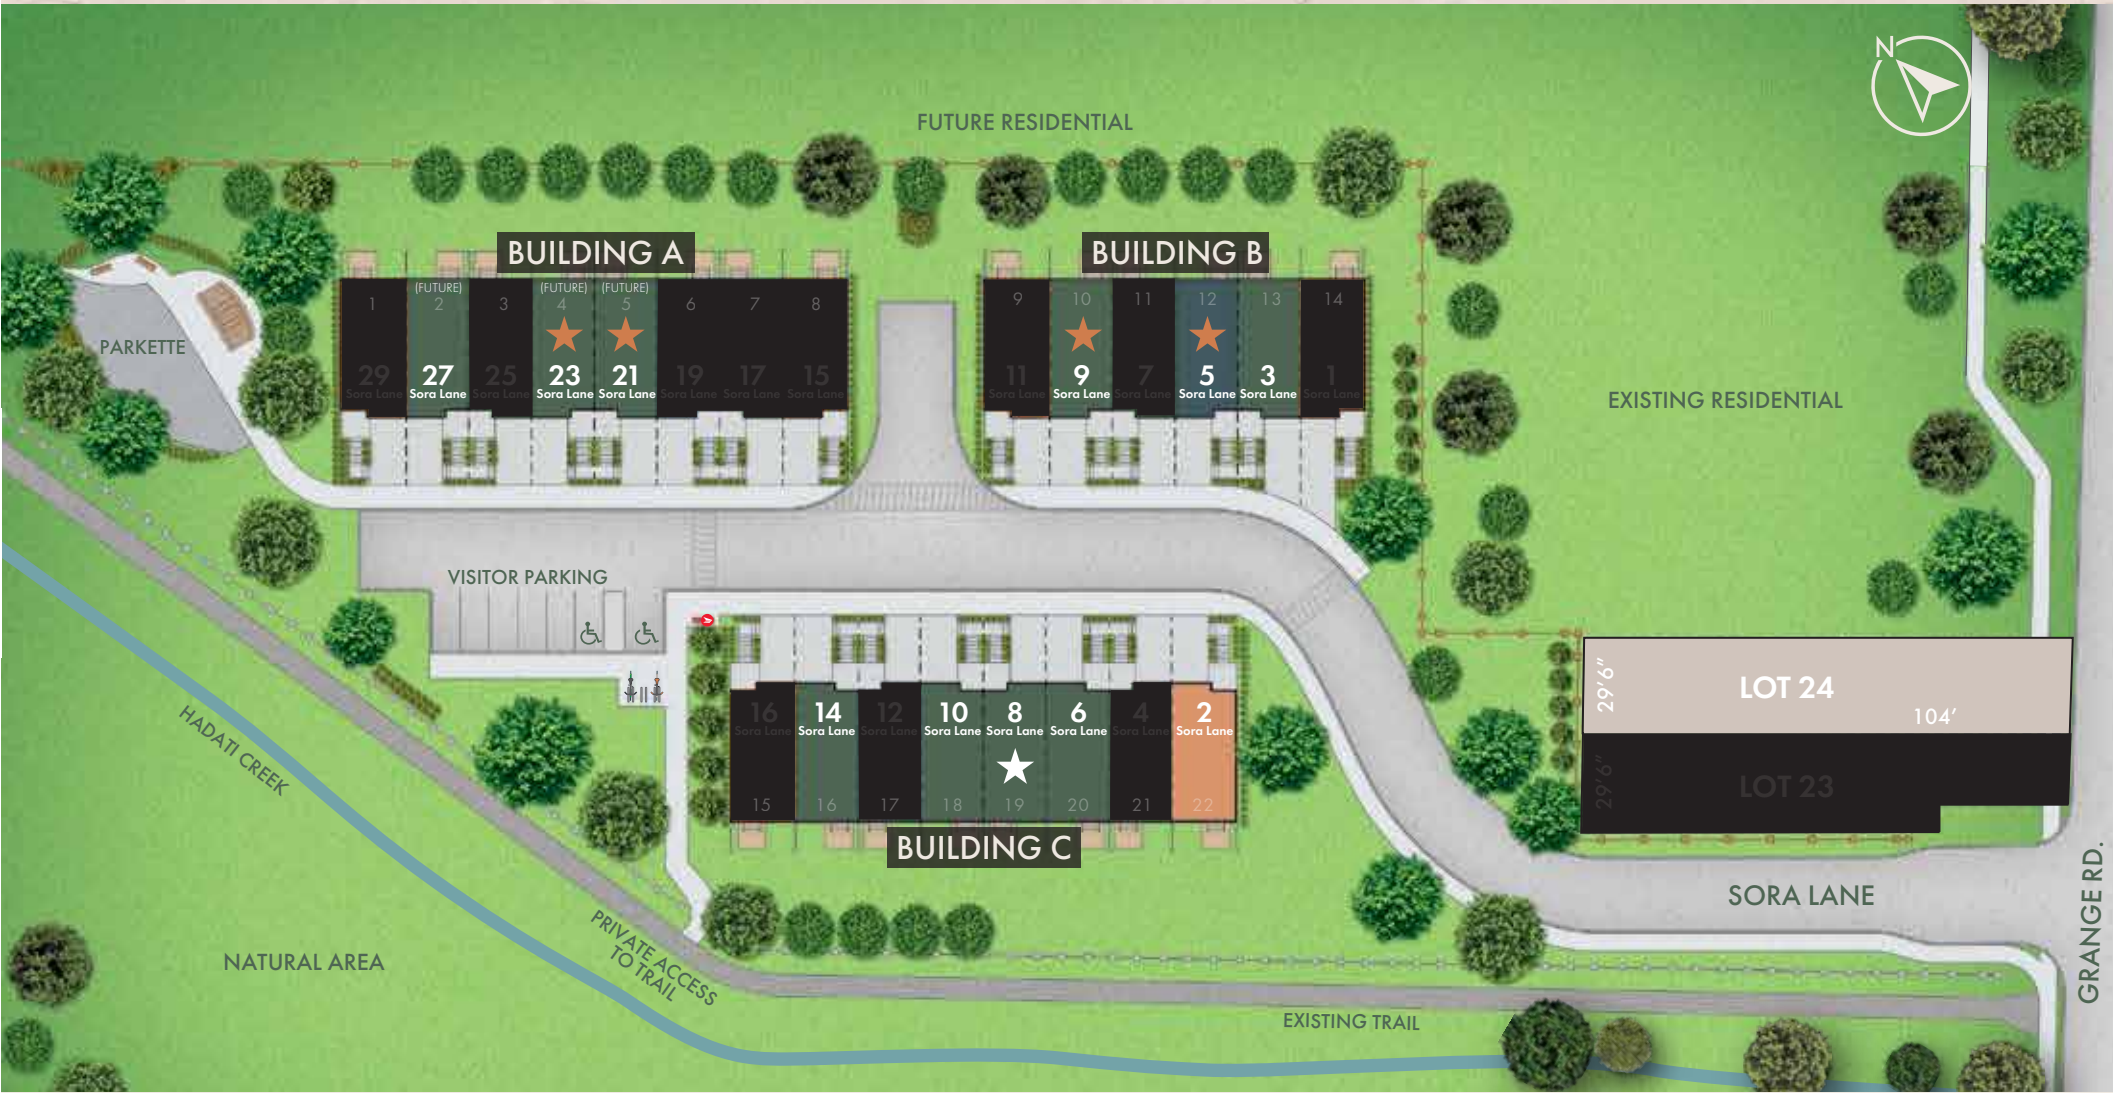 N
FUTURE RESIDENTIAL
BUILDING A
BUILDING B
(FUTURE)
(FUTURE)
(FUTURE)
1 2 3 4 5 6 7 8
9 10 11 12 13 14
29 27 25 23 21 19 17 15
Sora Lane Sora Lane Sora Lane Sora Lane Sora Lane Sora Lane Sora Lane Sora Lane
11 9 7 5 3 1
Sora Lane Sora Lane Sora Lane Sora Lane Sora Lane Sora Lane
PARKETTE
EXISTING RESIDENTIAL
VISITOR PARKING
16 14 12 10 8 6 4 2
Sora Lane Sora Lane Sora Lane Sora Lane Sora Lane Sora Lane Sora Lane Sora Lane
15 16 17 18 19 20 21 22
BUILDING C
29'6"
LOT 24
104'
29'6"
LOT 23
HADATI CREEK
SORA LANE
GRANGE RD.
NATURAL AREA
PRIVATE ACCESS
TO TRAIL
EXISTING TRAIL